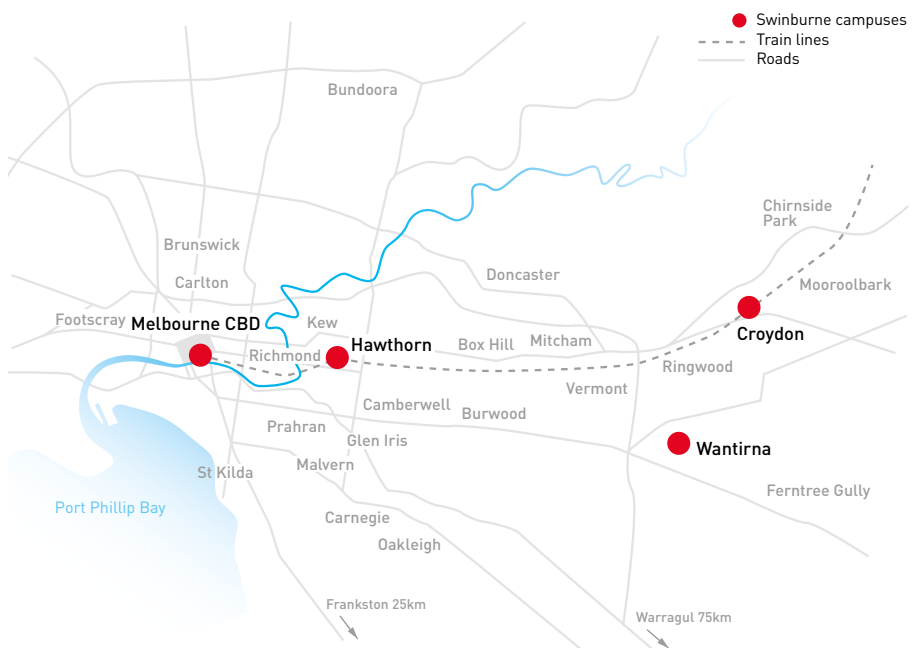 Swinburne campuses
Train lines
Roads
Bundoora
Chirnside
Park
Brunswick
Doncaster
Carlton
Mooroolbark
Footscray
Melbourne CBD
Kew
Croydon
Hawthorn
Box Hill
Mitcham
Richmond
Ringwood
Vermont
Camberwell
Burwood
Prahran
Glen Iris
Wantirna
Malvern
St Kilda
Ferntree Gully
Port Phillip Bay
Carnegie
Oakleigh
Frankston 25km
Warragul 75km